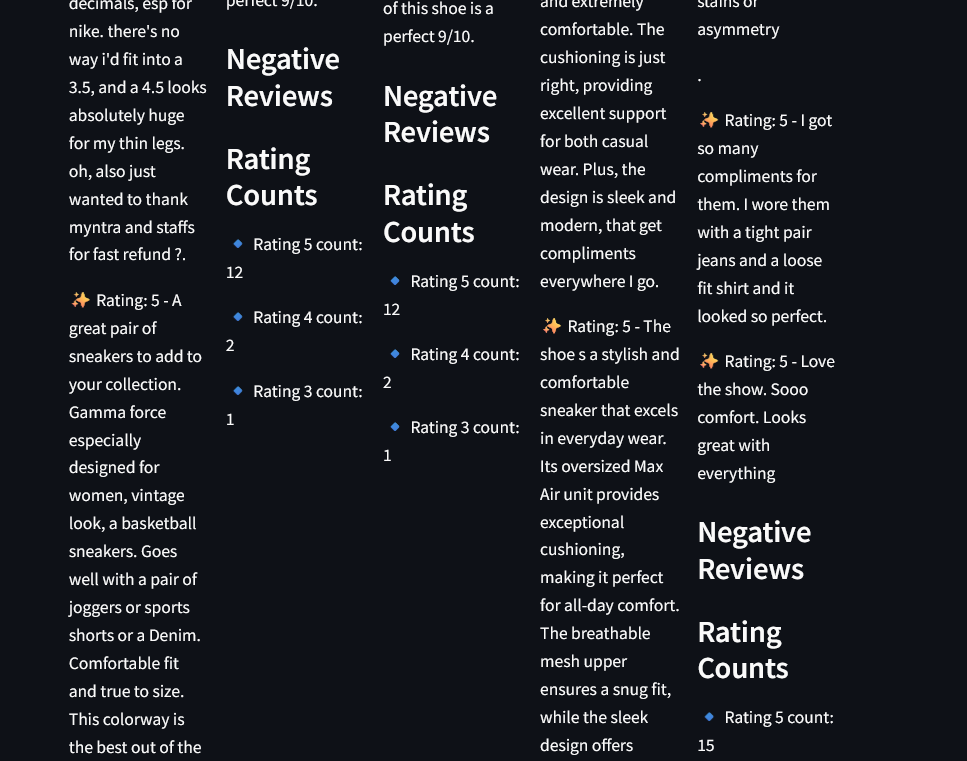 decimals, esp for
nike. there's no
way i'd fit into a
3.5, and a 4.5 looks
absolutely huge
for my thin legs.
oh, also just
wanted to thank
myntra and staffs
for fast refund ?.
✨ Rating: 5 - A
great pair of
sneakers to add to
your collection.
Gamma force
especially
designed for
women, vintage
look, a basketball
sneakers. Goes
well with a pair of
joggers or sports
shorts or a Denim.
Comfortable fit
and true to size.
This colorway is
the best out of the
perfect 9/10.
Negative
Reviews
Rating
Counts
🔹 Rating 5 count:
12
🔹 Rating 4 count:
2
🔹 Rating 3 count:
1
of this shoe is a
perfect 9/10.
Negative
Reviews
Rating
Counts
🔹 Rating 5 count:
12
🔹 Rating 4 count:
2
🔹 Rating 3 count:
1
and extremely
comfortable. The
cushioning is just
right, providing
excellent support
for both casual
wear. Plus, the
design is sleek and
modern, that get
compliments
everywhere I go.
✨ Rating: 5 - The
shoe s a stylish and
comfortable
sneaker that excels
in everyday wear.
Its oversized Max
Air unit provides
exceptional
cushioning,
making it perfect
for all-day comfort.
The breathable
mesh upper
ensures a snug fit,
while the sleek
design offers
stains or
asymmetry
.
✨ Rating: 5 - I got
so many
compliments for
them. I wore them
with a tight pair
jeans and a loose
fit shirt and it
looked so perfect.
✨ Rating: 5 - Love
the show. Sooo
comfort. Looks
great with
everything
Negative
Reviews
Rating
Counts
🔹 Rating 5 count:
15